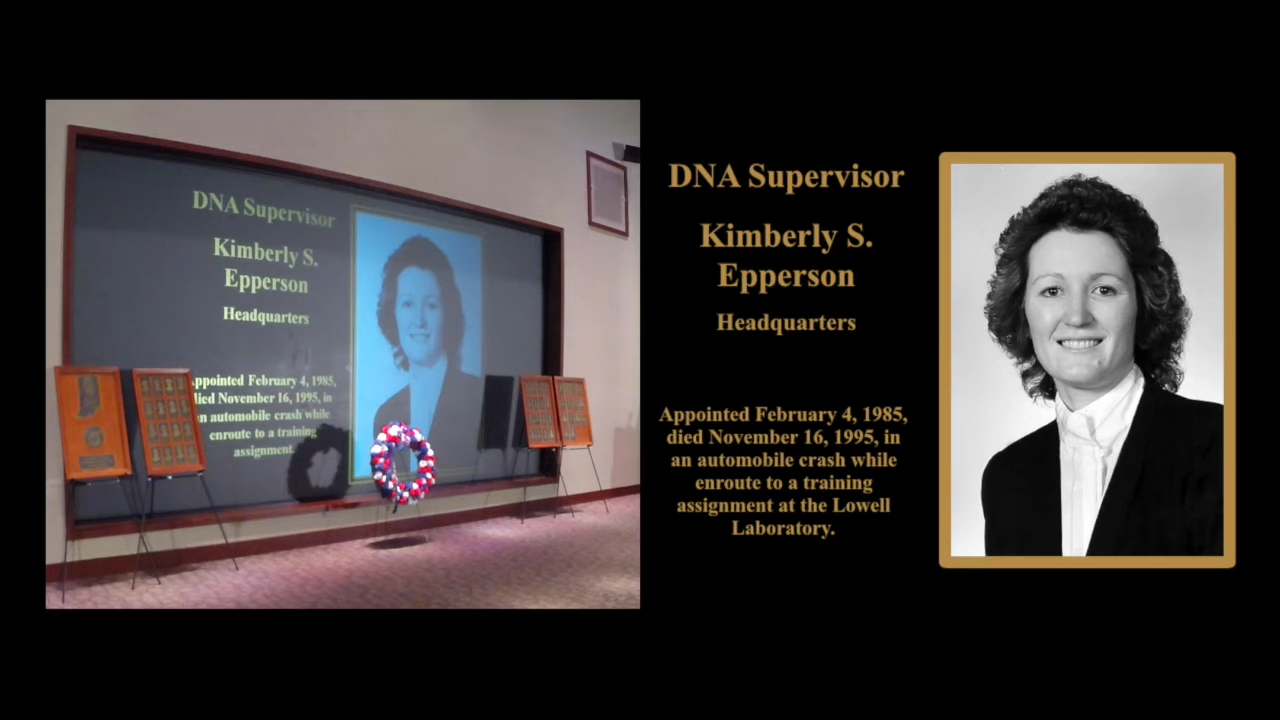 DNA Supervisor
Kimberly S.
Epperson
Headquarters
ppointed February 4, 1985,
died November 16, 1995, in
an automobile crash while
enroute to a training
assignment.
DNA Supervisor
Kimberly S.
Epperson
Headquarters
Appointed February 4, 1985,
died November 16, 1995, in
an automobile crash while
enroute to a training
assignment at the Lowell
Laboratory.